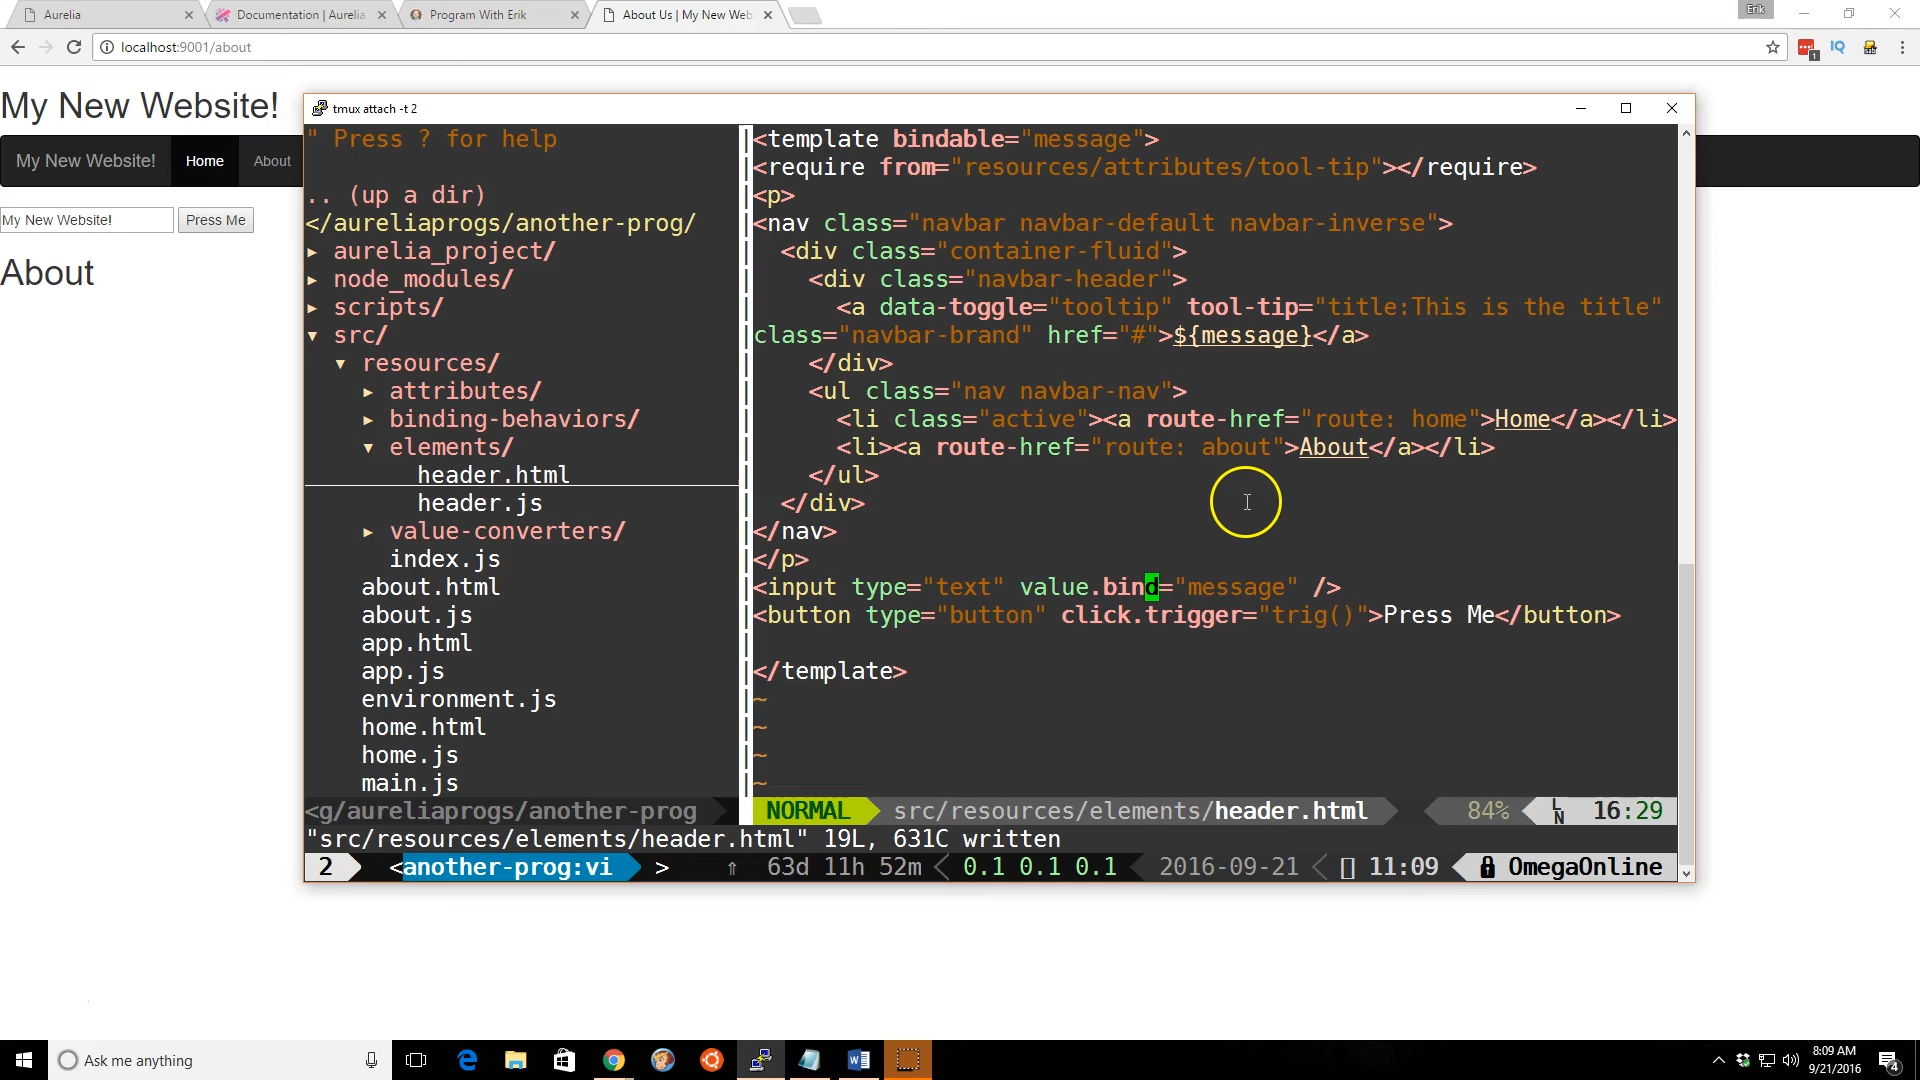 Aurelia
Documentation | Aurelia
Program With Erik
About Us | My New Web
Erik
localhost:9001/about
1
IQ
My New Website!
My New Website!
Home
About
My New Website!
Press Me
About
tmux attach -t 2
" Press ? for help
.. (up a dir)
</aureliaprogs/another-prog/
▸ aurelia_project/
▸ node_modules/
▸ scripts/
▾ src/
▾ resources/
▸ attributes/
▸ binding-behaviors/
▾ elements/
header.html
header.js
▸ value-converters/
index.js
about.html
about.js
app.html
app.js
environment.js
home.html
home.js
main.js
<g/aureliaprogs/another-prog
<template bindable="message">
<require from="resources/attributes/tool-tip"></require>
<p>
<nav class="navbar navbar-default navbar-inverse">
<div class="container-fluid">
<div class="navbar-header">
<a data-toggle="tooltip" tool-tip="title:This is the title"
class="navbar-brand" href="#">${message}</a>
</div>
<ul class="nav navbar-nav">
<li class="active"><a route-href="route: home">Home</a></li>
<li><a route-href="route: about">About</a></li>
</ul>
</div>
</nav>
</p>
<input type="text" value.bind="message" />
<button type="button" click.trigger="trig()">Press Me</button>
</template>
~
~
~
~
NORMAL src/resources/elements/header.html 84% LN 16:29
"src/resources/elements/header.html" 19L, 631C written
2 <another-prog:vi > ⇑ 63d 11h 52m < 0.1 0.1 0.1 2016-09-21 < 11:09 OmegaOnline
Ask me anything
8:09 AM
9/21/2016
4